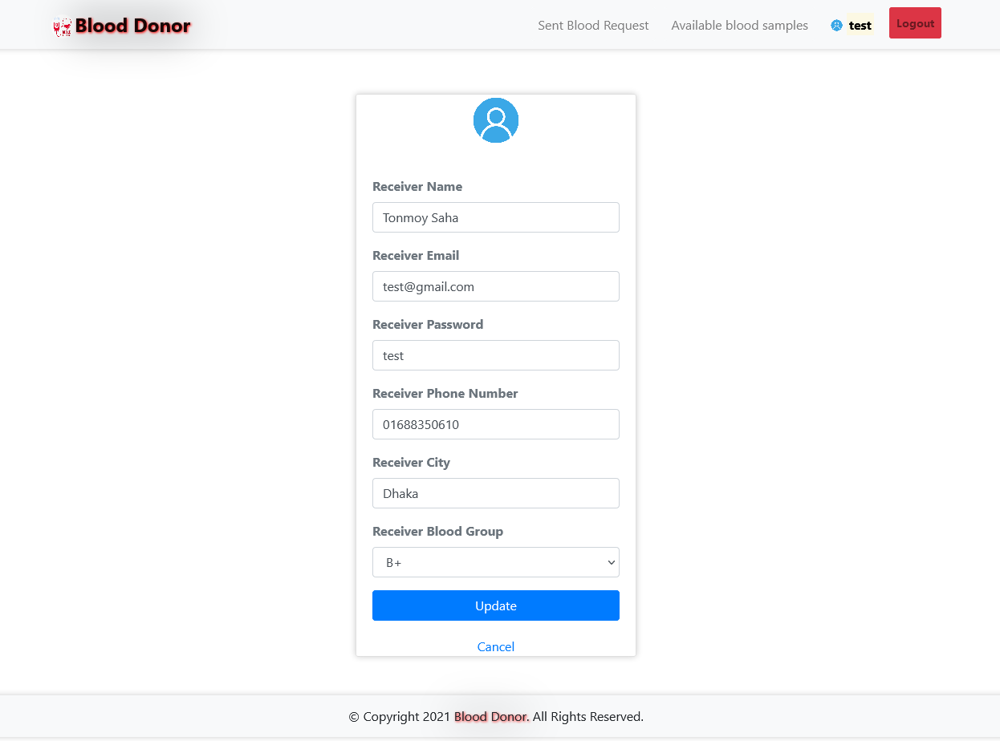 Blood Donor
Sent Blood Request
Available blood samples
test
Logout
Receiver Name
Tonmoy Saha
Receiver Email
test@gmail.com
Receiver Password
test
Receiver Phone Number
01688350610
Receiver City
Dhaka
Receiver Blood Group
B+
Update
Cancel
© Copyright 2021 Blood Donor. All Rights Reserved.